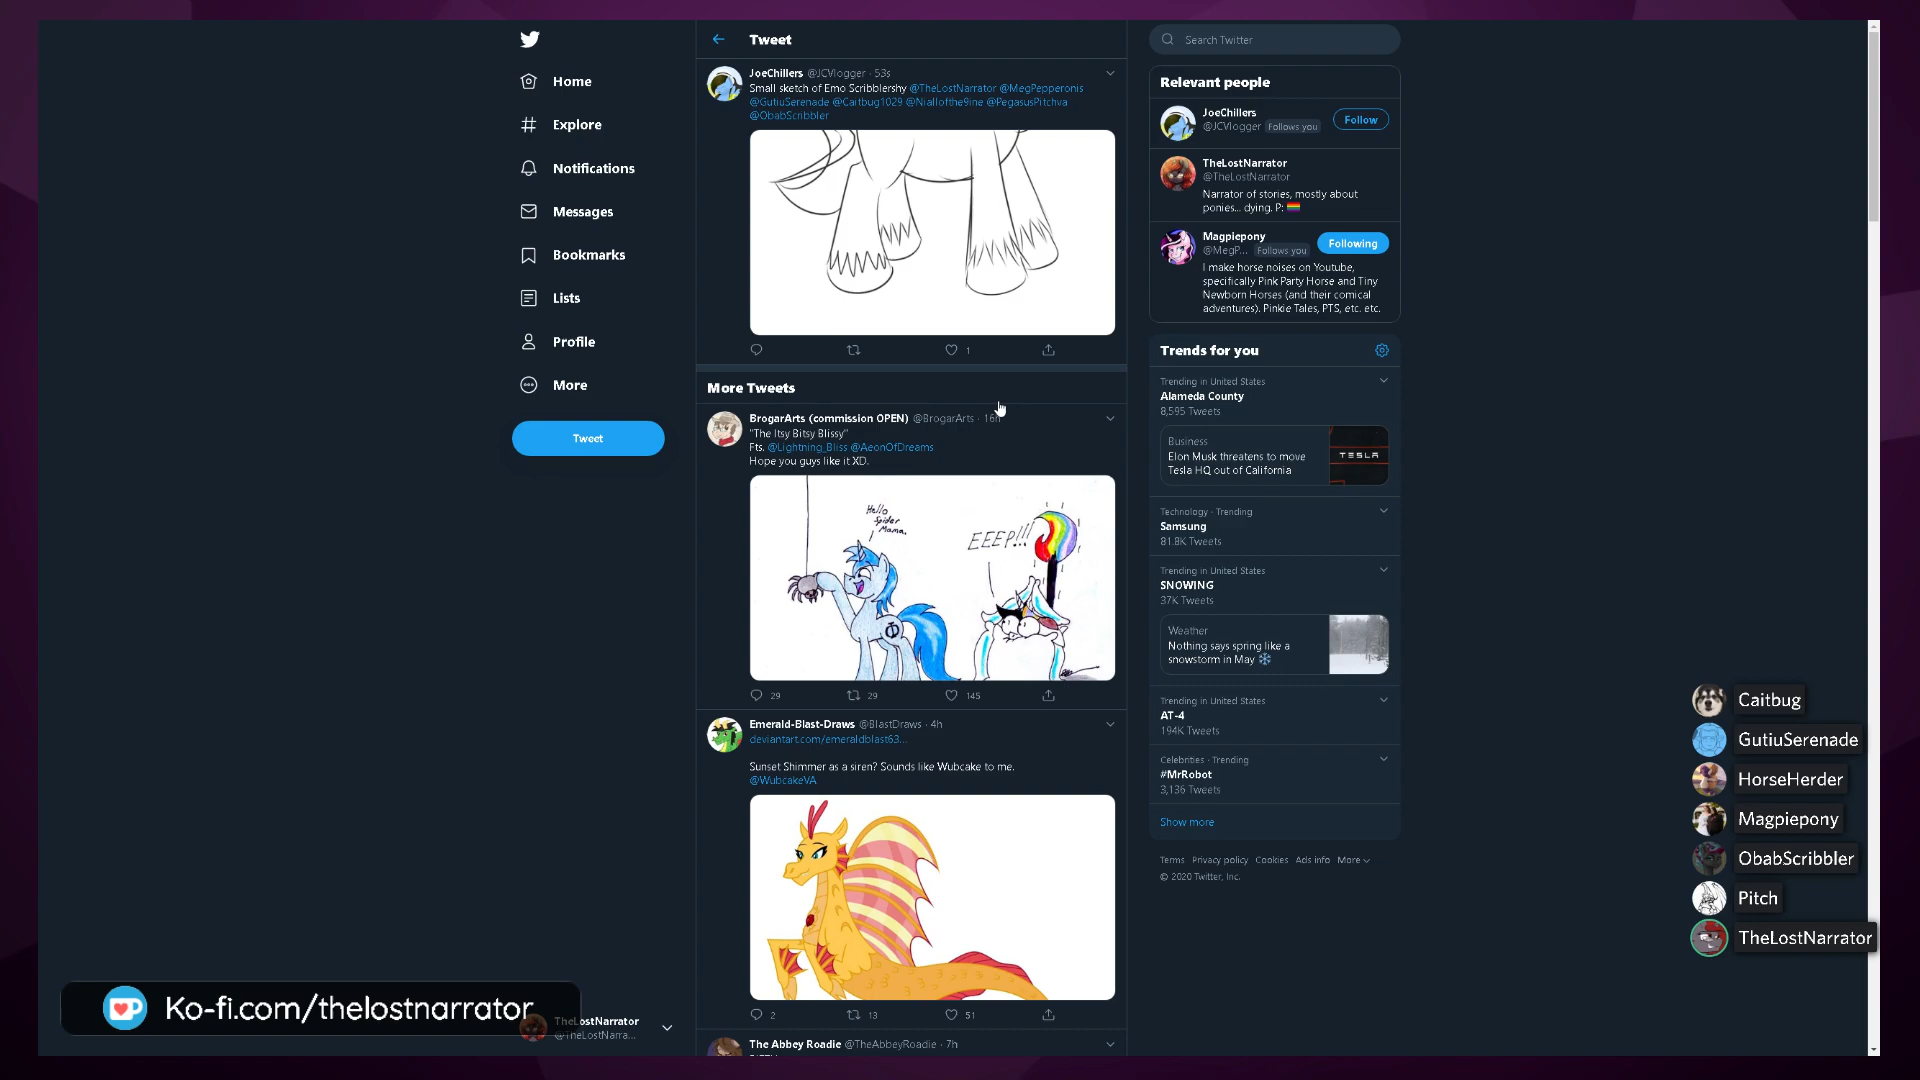 Home
Explore
Notifications
Messages
Bookmarks
Lists
Profile
More
Tweet
Tweet
JoeChillers @JCVlogger · 53s
Small sketch of Emo Scribblershy @TheLostNarrator @MegPepperonis
@GutiuSerenade @Caitbug1029 @Niallofthe9ine @PegasusPitchva
@ObabScribbler
1
More Tweets
BrogarArts (commission OPEN) @BrogarArts · 16h
"The Itsy Bitsy Blissy"
Fts. @Lightning_Bliss @AeonOfDreams
Hope you guys like it XD.
Hello
Spider
Mama.
EEEP!!!
29 29 145
Emerald-Blast-Draws @BlastDraws · 4h
deviantart.com/emeraldblast63...
Sunset Shimmer as a siren? Sounds like Wubcake to me.
@WubcakeVA
2 13 51
The Abbey Roadie @TheAbbeyRoadie · 7h
Search Twitter
Relevant people
JoeChillers
@JCVlogger Follows you
Follow
TheLostNarrator
@TheLostNarrator
Narrator of stories, mostly about
ponies... dying. P: 🏳️‍🌈
Magpiepony
@MegP... Follows you
Following
I make horse noises on Youtube,
specifically Pink Party Horse and Tiny
Newborn Horses (and their comical
adventures). Pinkie Tales, PTS, etc. etc.
Trends for you
Trending in United States
Alameda County
8,595 Tweets
Business
Elon Musk threatens to move
Tesla HQ out of California
TESLA
Technology · Trending
Samsung
81.8K Tweets
Trending in United States
SNOWING
37K Tweets
Weather
Nothing says spring like a
snowstorm in May ❄️
Trending in United States
AT-4
194K Tweets
Celebrities · Trending
#MrRobot
3,136 Tweets
Show more
Terms Privacy policy Cookies Ads info More
© 2020 Twitter, Inc.
Caitbug
GutiuSerenade
HorseHerder
Magpiepony
ObabScribbler
Pitch
TheLostNarrator
Ko-fi.com/thelostnarrator
TheLostNarrator
@TheLostNarra...